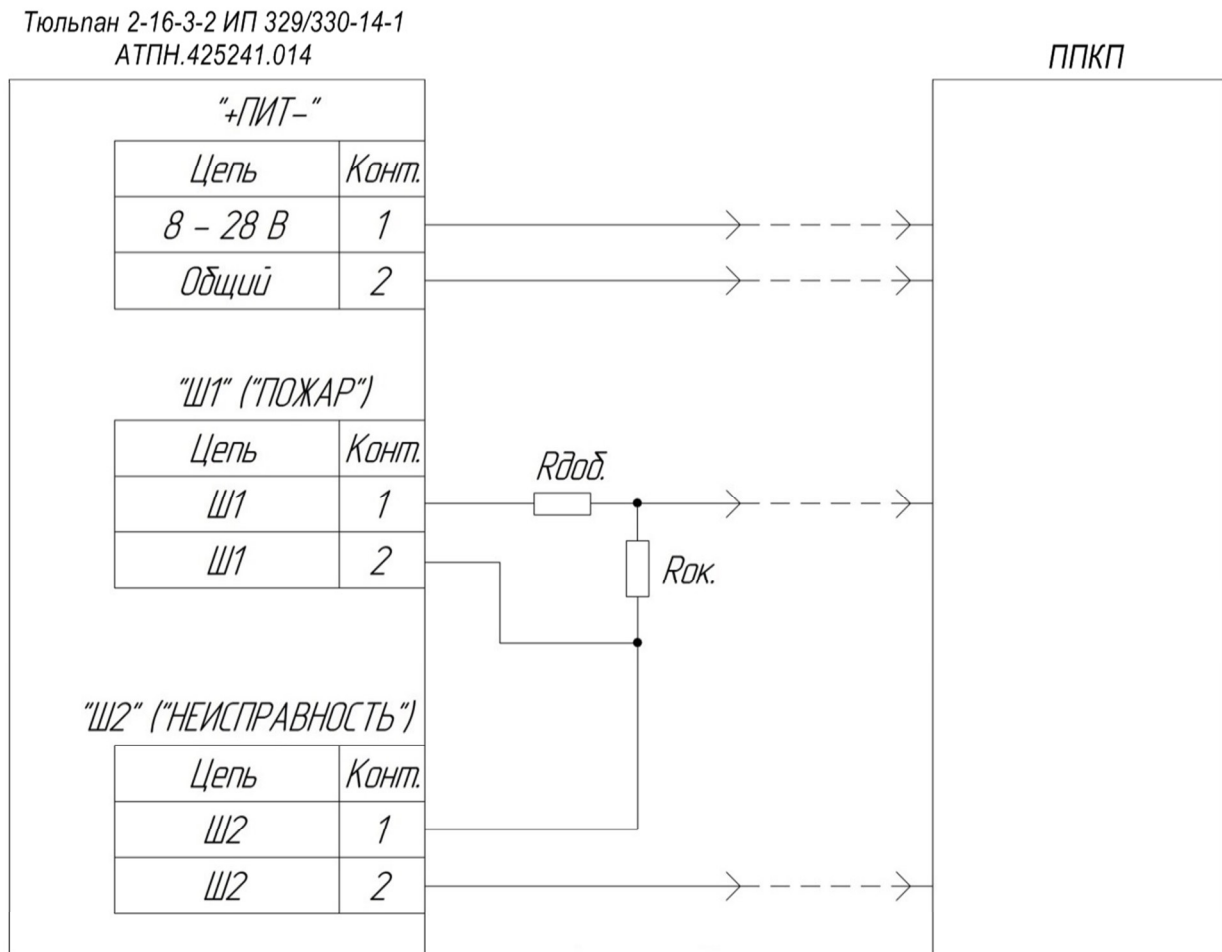 Тюльпан 2-16-3-2 ИП 329/330-14-1
АТПН.425241.014
ППКП
"+ПИТ-"
Цепь Конт.
8 - 28 В 1
Общий 2
"Ш1" ("ПОЖАР")
Цепь Конт.
Ш1 1
Ш1 2
Rдоб.
Rок.
"Ш2" ("НЕИСПРАВНОСТЬ")
Цепь Конт.
Ш2 1
Ш2 2